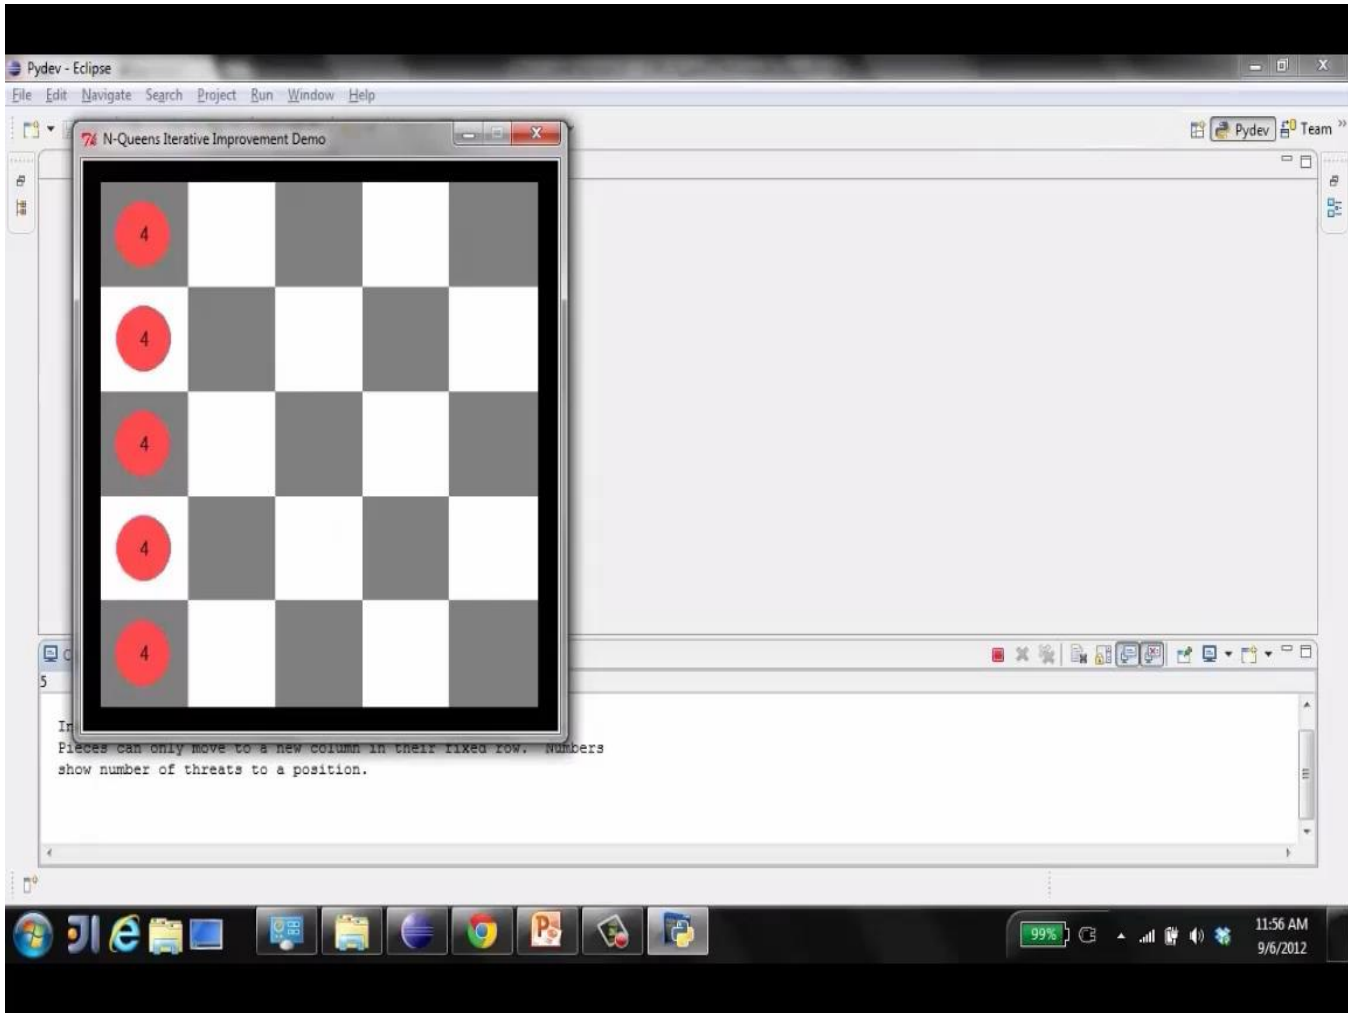 Pydev - Eclipse
File Edit Navigate Search Project Run Window Help
N-Queens Iterative Improvement Demo
Pydev Team
4
4
4
4
4
5
Pieces can only move to a new column in their fixed row. Numbers
show number of threats to a position.
99%
11:56 AM
9/6/2012